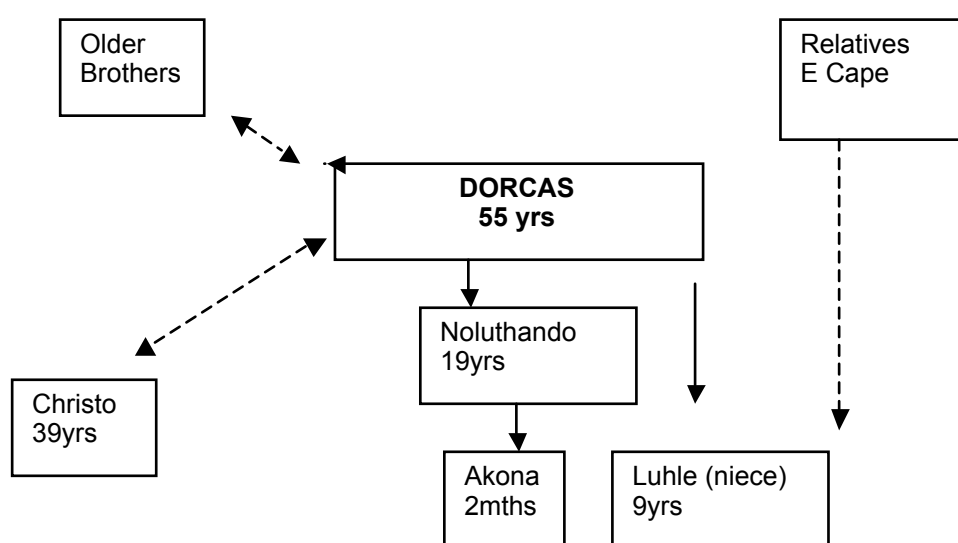 Older
Brothers
Relatives
E Cape
DORCAS
55 yrs
Noluthando
19yrs
Christo
39yrs
Akona
2mths
Luhle (niece)
9yrs